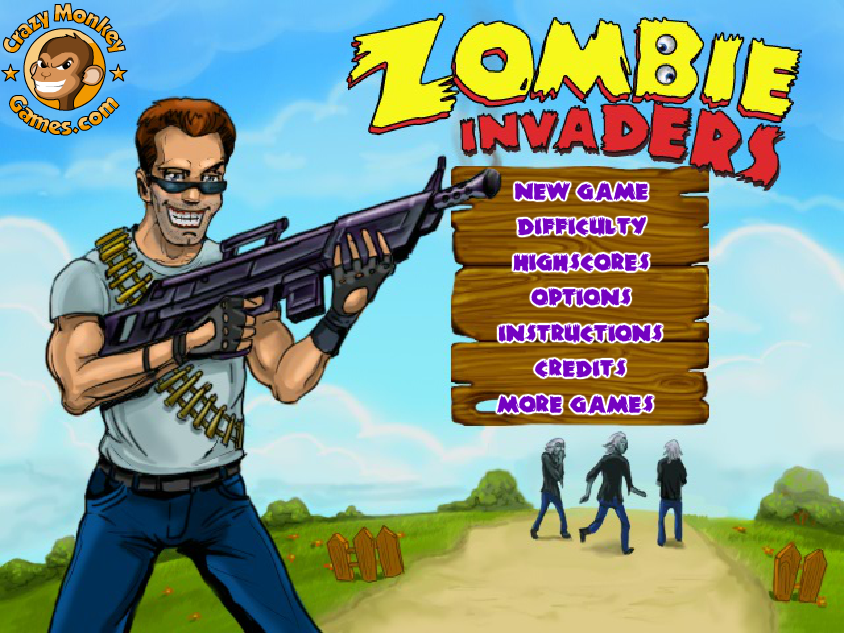 Crazy Monkey
Games.com
ZOMBIE
INVADERS
NEW GAME
DIFFICULTY
HIGHSCORES
OPTIONS
INSTRUCTIONS
CREDITS
MORE GAMES